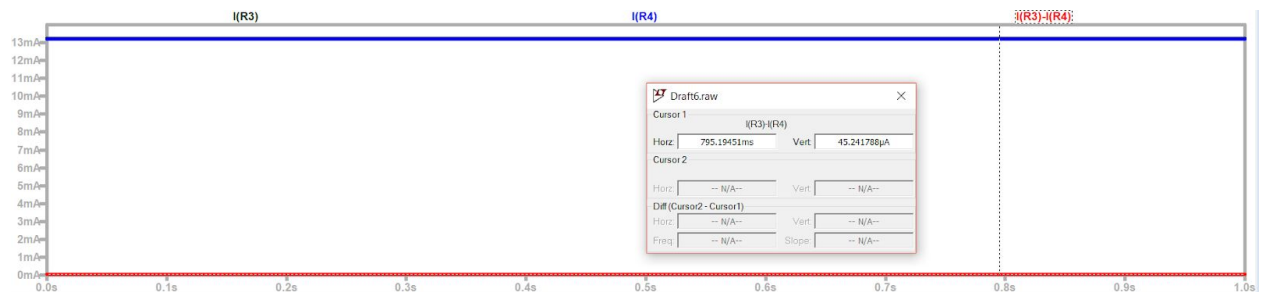 I(R3) I(R4) I(R3)-I(R4)
13mA
12mA
11mA
10mA
9mA
8mA
7mA
6mA
5mA
4mA
3mA
2mA
1mA
0mA
0.0s 0.1s 0.2s 0.3s 0.4s 0.5s 0.6s 0.7s 0.8s 0.9s 1.0s
Draft6.raw
Cursor 1
I(R3)-I(R4)
Horz: 795.19451ms Vert: 45.241788µA
Cursor 2
Horz: -- N/A-- Vert: -- N/A--
Diff (Cursor2 - Cursor1)
Horz: -- N/A-- Vert: -- N/A--
Freq: -- N/A-- Slope: -- N/A--